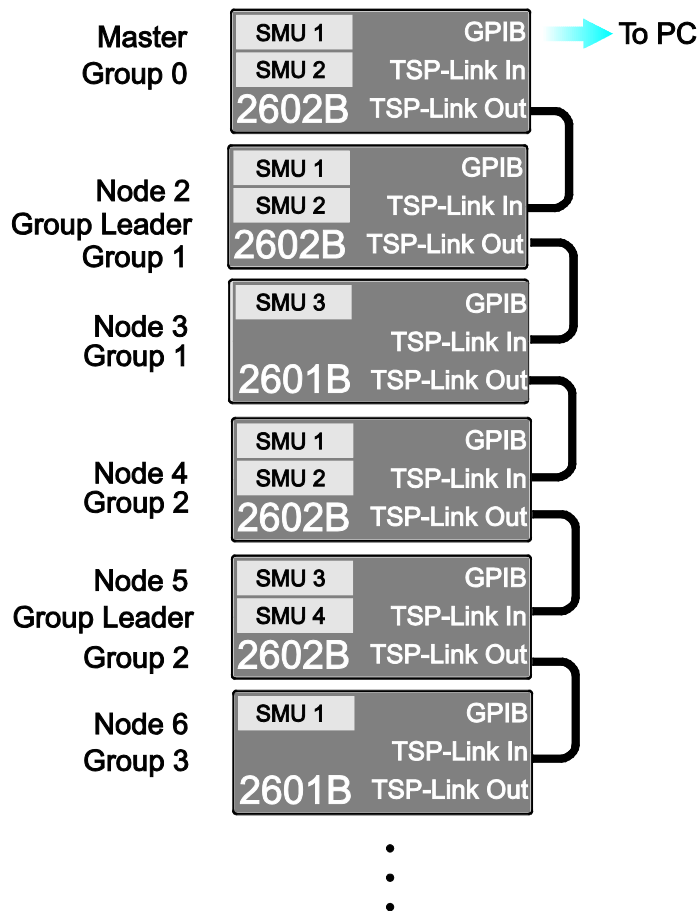 Master
Group 0
SMU 1
GPIB
To PC
SMU 2
TSP-Link In
2602B
TSP-Link Out
Node 2
Group Leader
Group 1
SMU 1
GPIB
SMU 2
TSP-Link In
2602B
TSP-Link Out
Node 3
Group 1
SMU 3
GPIB
TSP-Link In
2601B
TSP-Link Out
Node 4
Group 2
SMU 1
GPIB
SMU 2
TSP-Link In
2602B
TSP-Link Out
Node 5
Group Leader
Group 2
SMU 3
GPIB
SMU 4
TSP-Link In
2602B
TSP-Link Out
Node 6
Group 3
SMU 1
GPIB
TSP-Link In
2601B
TSP-Link Out